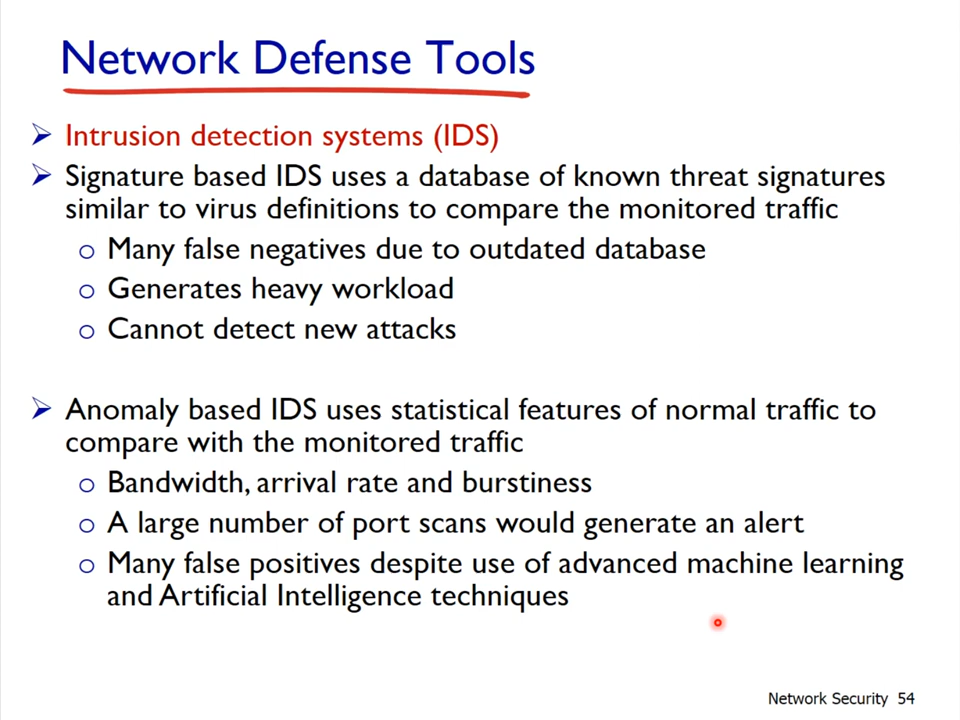 Network Defense Tools
Intrusion detection systems (IDS)
Signature based IDS uses a database of known threat signatures
similar to virus definitions to compare the monitored traffic
Many false negatives due to outdated database
Generates heavy workload
Cannot detect new attacks
Anomaly based IDS uses statistical features of normal traffic to
compare with the monitored traffic
Bandwidth, arrival rate and burstiness
A large number of port scans would generate an alert
Many false positives despite use of advanced machine learning
and Artificial Intelligence techniques
Network Security 54